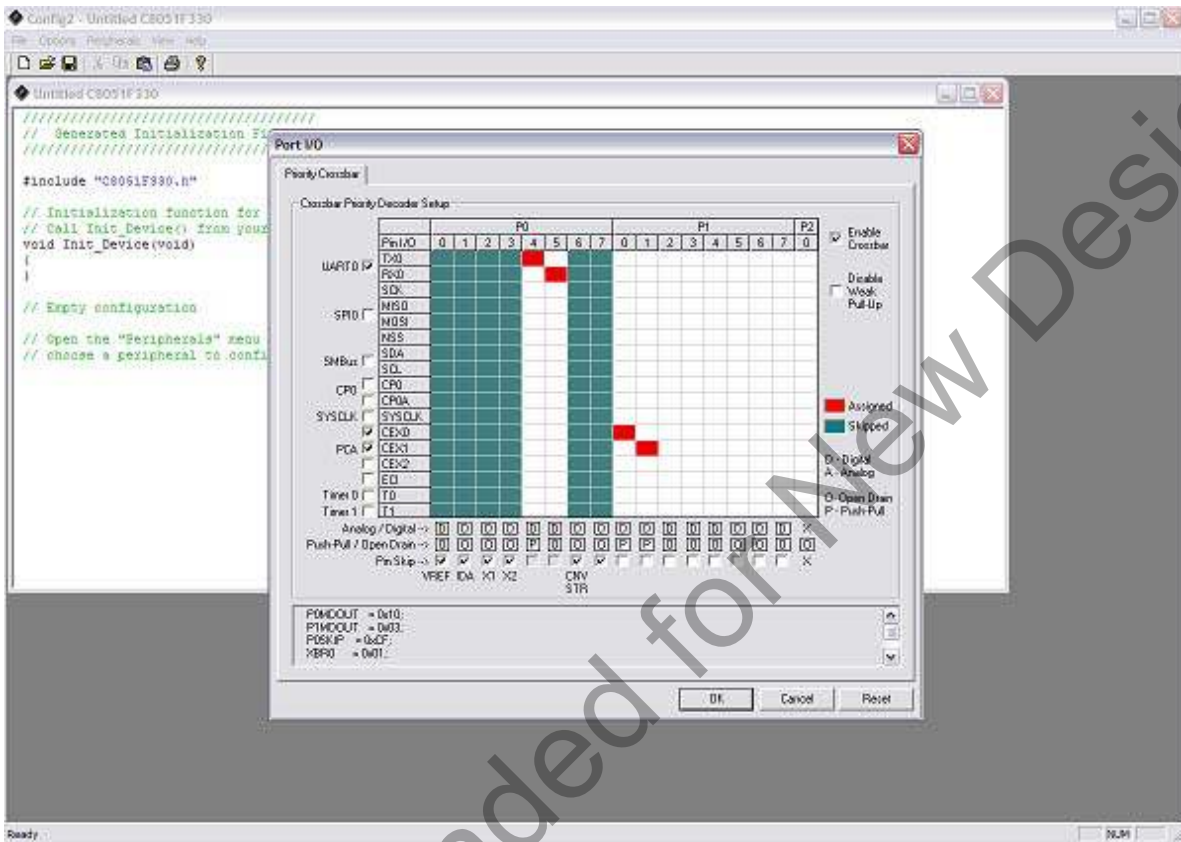 Config2 - Untitled C8051F330
File Options Peripherals View Help
Untitled C8051F330
////////////////////////////////////
// Generated Initialization Fi
#include "C8051F330.h"
// Initialization function for
// Call Init_Device() from your
void Init_Device(void)
{
}
// Empty configuration
// Open the "Peripherals" menu
// choose a peripheral to confi
Port I/O
Priority Crossbar
Crossbar Priority Decoder Setup
P0 P1 P2
Pin I/O 0 1 2 3 4 5 6 7 0 1 2 3 4 5 6 7 0
UART0 TX0
RX0
SCK
SPI0 MISO
MOSI
NSS
SMBus SDA
SCL
CP0 CP0
CP0A
SYSCLK SYSCLK
CEX0
PCA CEX1
CEX2
ECI
Timer 0 T0
Timer 1 T1
Analog / Digital -> D D D D D D D D D D D D D D D D X
Push-Pull / Open Drain -> O O O O P O O O P P O O O O O O O
Pin Skip -> X
VREF IDA X1 X2 CNV
STR
Enable
Crossbar
Disable
Weak
Pull-Up
Assigned
Skipped
D - Digital
A - Analog
O - Open Drain
P - Push-Pull
P0MDOUT = 0x10;
P1MDOUT = 0x03;
P0SKIP = 0xCF;
XBR0 = 0x01;
OK Cancel Reset
Ready
NUM
nded for New Desi